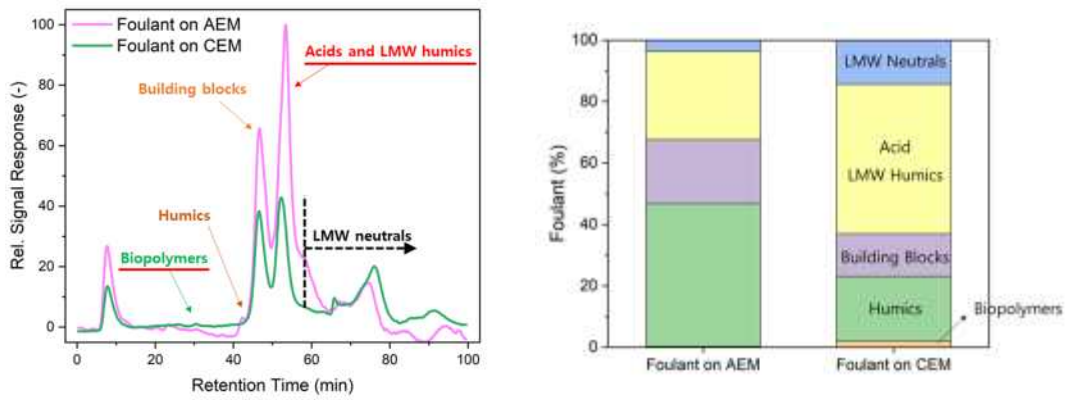 Foulant on AEM
Foulant on CEM
Acids and LMW humics
Building blocks
Humics
Biopolymers
LMW neutrals
Rel. Signal Response (-)
100
80
60
40
20
0
0 20 40 60 80 100
Retention Time (min)
Foulant (%)
100
80
60
40
20
0
LMW Neutrals
Acid
LMW Humics
Building Blocks
Humics
Biopolymers
Foulant on AEM Foulant on CEM